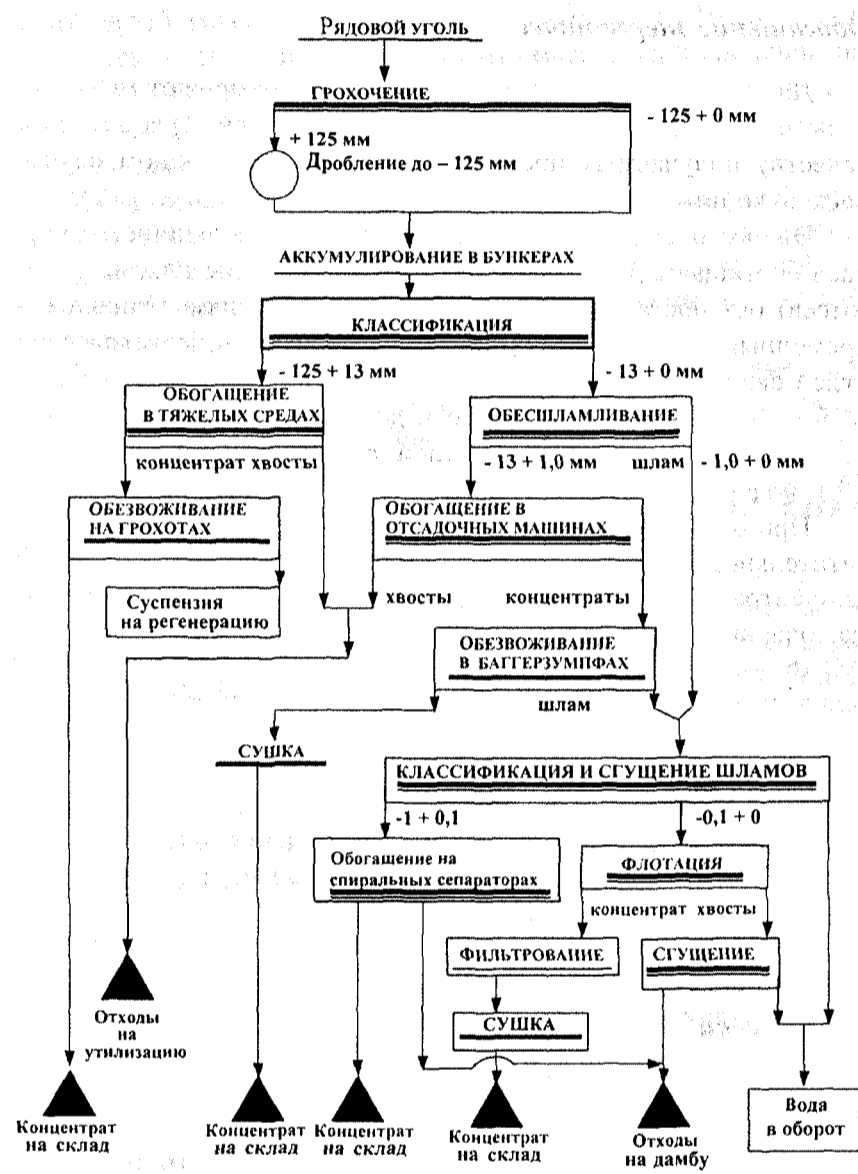 Рядовой уголь
Грохочение
- 125 + 0 мм
+ 125 мм
Дробление до – 125 мм
Аккумулирование в бункерах
Классификация
- 125 + 13 мм
- 13 + 0 мм
Обогащение
в тяжелых средах
Обесшламливание
концентрат хвосты
- 13 + 1,0 мм
шлам
- 1,0 + 0 мм
Обезвоживание
на грохотах
Обогащение в
отсадочных машинах
Суспензия
на регенерацию
хвосты
концентраты
Обезвоживание
в баггерзумпфах
шлам
Сушка
Классификация и сгущение шламов
-1 + 0,1
-0,1 + 0
Обогашение на
спиральных сепараторах
Флотация
концентрат хвосты
Фильтрование
Сгущение
Сушка
Отходы
на
утилизацию
Концентрат
на склад
Концентрат
на склад
Концентрат
на склад
Концентрат
на склад
Отходы
на дамбу
Вода
в оборот